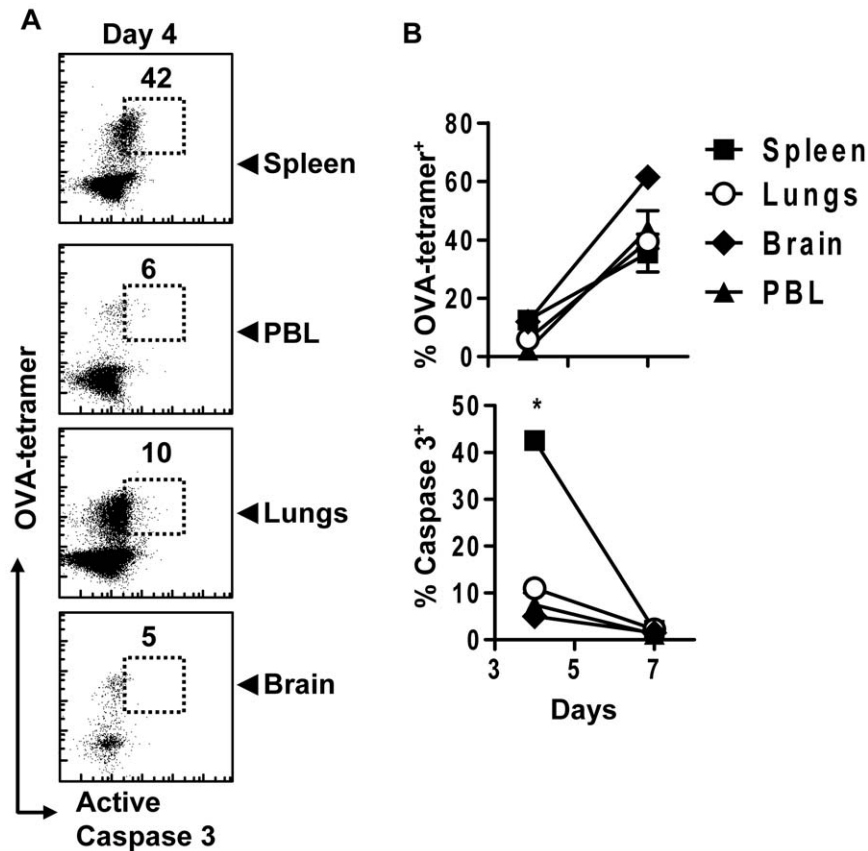 A
Day 4
42
Spleen
6
PBL
10
Lungs
5
Brain
OVA-tetramer
Active
Caspase 3
B
% OVA-tetramer⁺
80
60
40
20
0
Spleen
Lungs
Brain
PBL
% Caspase 3⁺
50
40
30
20
10
0
*
3 5 7
Days